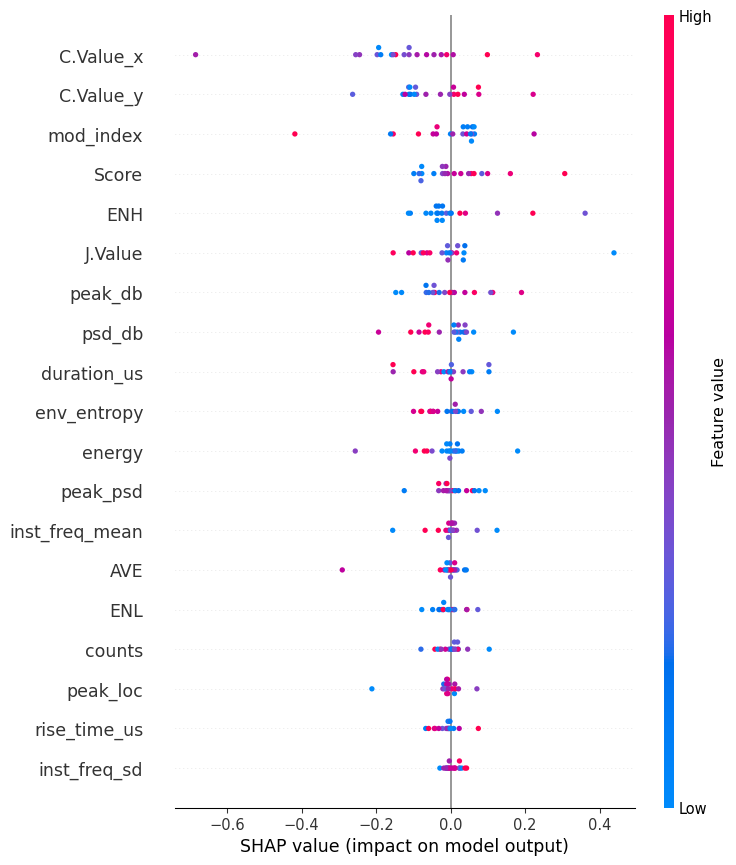 High
C.Value_x
C.Value_y
mod_index
Score
ENH
J.Value
peak_db
psd_db
duration_us
env_entropy
energy
peak_psd
inst_freq_mean
AVE
ENL
counts
peak_loc
rise_time_us
inst_freq_sd
Feature value
Low
−0.6 −0.4 −0.2 0.0 0.2 0.4
SHAP value (impact on model output)